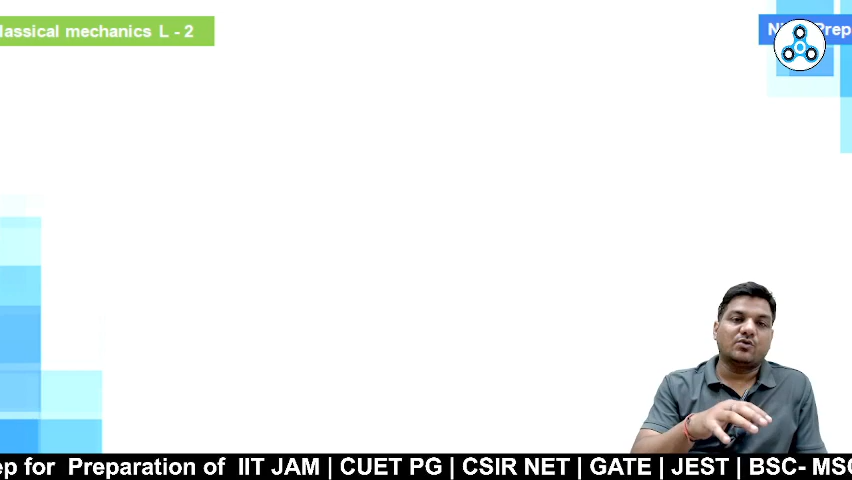 lassical mechanics L - 2
Prep
ep for Preparation of IIT JAM | CUET PG | CSIR NET | GATE | JEST | BSC- MSC